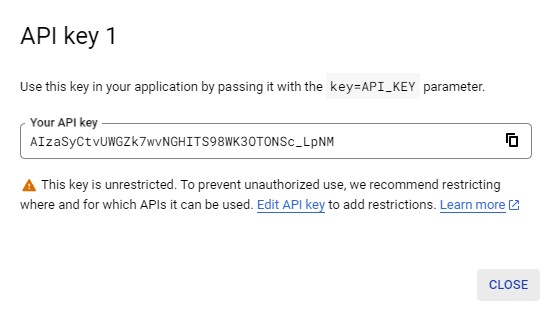 API key 1
Use this key in your application by passing it with the key=API_KEY parameter.
Your API key
AIzaSyCtvUWGZk7wvNGHITS98WK3OTONSc_LpNM
This key is unrestricted. To prevent unauthorized use, we recommend restricting
where and for which APIs it can be used. Edit API key to add restrictions. Learn more
CLOSE